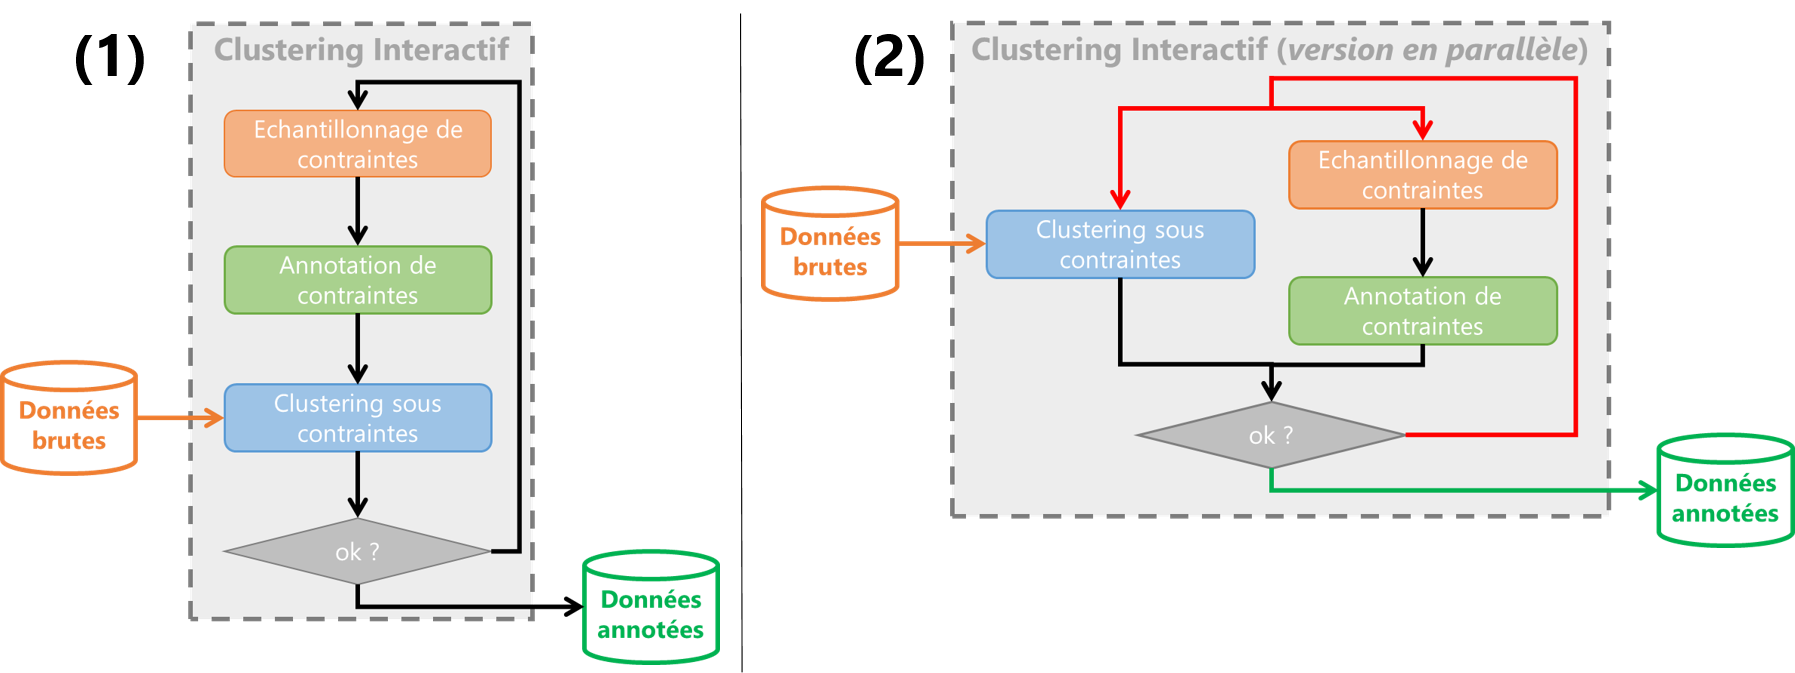 (1)
Clustering Interactif
Echantillonnage de
contraintes
Annotation de
contraintes
Données
brutes
Clustering sous
contraintes
ok ?
Données
annotées
(2)
Clustering Interactif (version en parallèle)
Echantillonnage de
contraintes
Données
brutes
Clustering sous
contraintes
Annotation de
contraintes
ok ?
Données
annotées